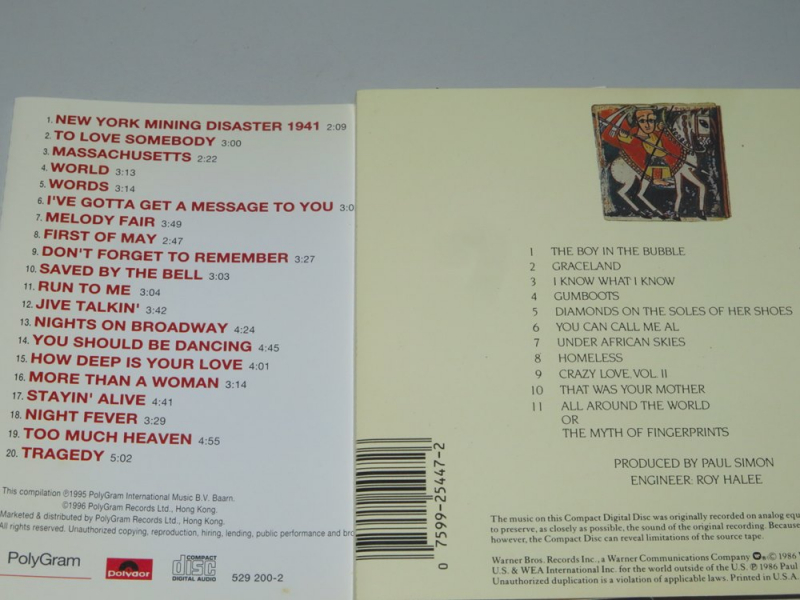 1. NEW YORK MINING DISASTER 1941 2:09
2. TO LOVE SOMEBODY 3:00
3. MASSACHUSETTS 2:22
4. WORLD 3:13
5. WORDS 3:14
6. I'VE GOTTA GET A MESSAGE TO YOU
7. MELODY FAIR 3:49
8. FIRST OF MAY 2:47
9. DON'T FORGET TO REMEMBER 3:27
10. SAVED BY THE BELL 3:03
11. RUN TO ME 3:04
12. JIVE TALKIN' 3:42
13. NIGHTS ON BROADWAY 4:24
14. YOU SHOULD BE DANCING 4:45
15. HOW DEEP IS YOUR LOVE 4:01
16. MORE THAN A WOMAN 3:14
17. STAYIN' ALIVE 4:41
18. NIGHT FEVER 3:29
19. TOO MUCH HEAVEN 4:55
20. TRAGEDY 5:02
This compilation ℗1995 PolyGram International Music B.V. Baarn.
©1996 PolyGram Records Ltd., Hong Kong.
Marketed & distributed by PolyGram Records Ltd., Hong Kong.
All rights reserved. Unauthorized copying, reproduction, hiring, lending, public performance and
PolyGram
Polydor
COMPACT
disc
DIGITAL AUDIO
529 200-2
1 THE BOY IN THE BUBBLE
2 GRACELAND
3 I KNOW WHAT I KNOW
4 GUMBOOTS
5 DIAMONDS ON THE SOLES OF HER SHOES
6 YOU CAN CALL ME AL
7 UNDER AFRICAN SKIES
8 HOMELESS
9 CRAZY LOVE, VOL. II
10 THAT WAS YOUR MOTHER
11 ALL AROUND THE WORLD
OR
THE MYTH OF FINGERPRINTS
PRODUCED BY PAUL SIMON
ENGINEER: ROY HALEE
0 7599-25447-2
The music on this Compact Digital Disc was originally recorded on analog
to preserve, as closely as possible, the sound of the original recording. Because
however, the Compact Disc can reveal limitations of the source tape.
Warner Bros. Records Inc., a Warner Communications Company ℗©1986
U.S. & WEA International Inc. for the world outside of the U.S. ℗ 1986 Paul
Unauthorized duplication is a violation of applicable laws. Printed in U.S.A.